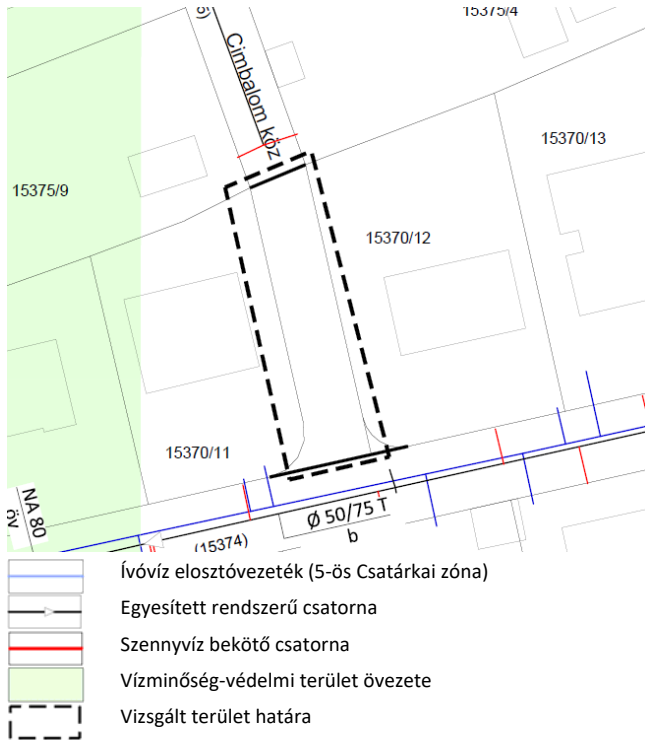 15375/4
6)
Cimbalom köz
15370/13
15375/9
15370/12
15370/11
NA 80
öv
Ø 50/75 T
b
(15374)
Ívóvíz elosztóvezeték (5-ös Csatárkai zóna)
Egyesített rendszerű csatorna
Szennyvíz bekötő csatorna
Vízminőség-védelmi terület övezete
Vizsgált terület határa